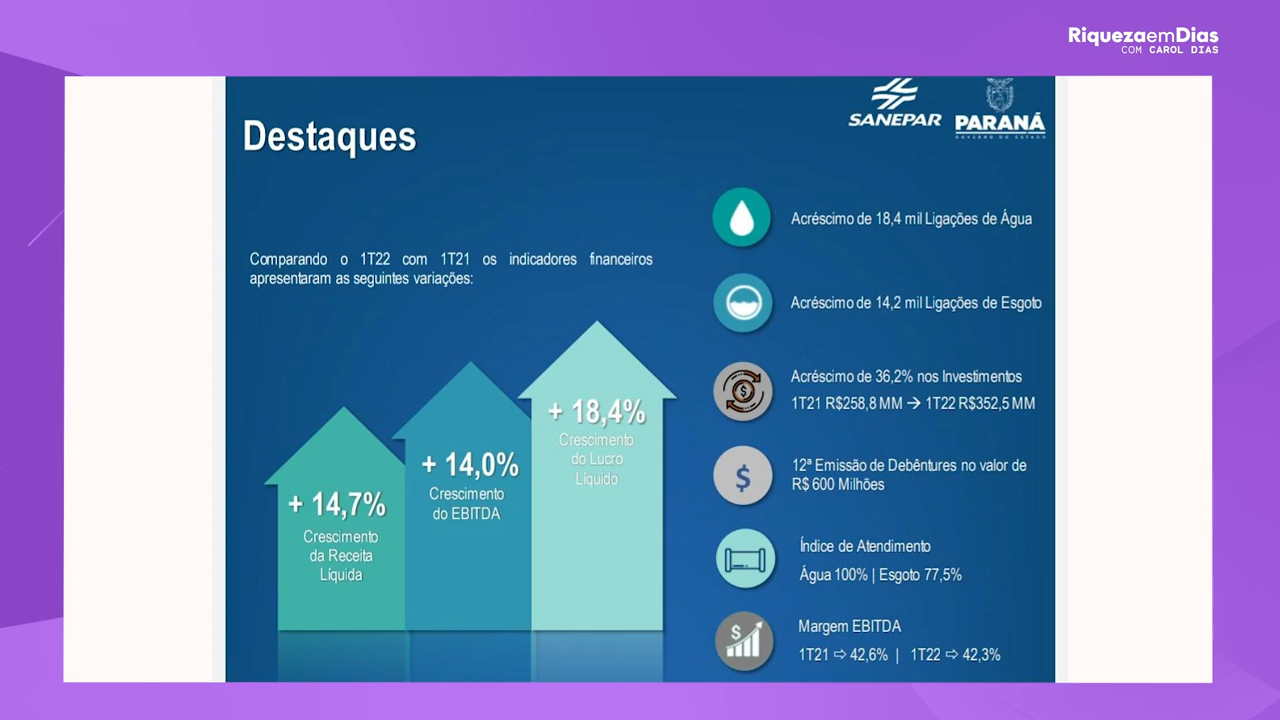 RiquezaemDias
COM CAROL DIAS
SANEPAR
PARANÁ
GOVERNO DO ESTADO
Destaques
Comparando o 1T22 com 1T21 os indicadores financeiros
apresentaram as seguintes variações:
+ 14,7%
Crescimento
da Receita
Líquida
+ 14,0%
Crescimento
do EBITDA
+ 18,4%
Crescimento
do Lucro
Líquido
Acréscimo de 18,4 mil Ligações de Água
Acréscimo de 14,2 mil Ligações de Esgoto
Acréscimo de 36,2% nos Investimentos
1T21 R$258,8 MM → 1T22 R$352,5 MM
12ª Emissão de Debêntures no valor de
R$ 600 Milhões
Índice de Atendimento
Água 100% | Esgoto 77,5%
Margem EBITDA
1T21 ⇨ 42,6% | 1T22 ⇨ 42,3%